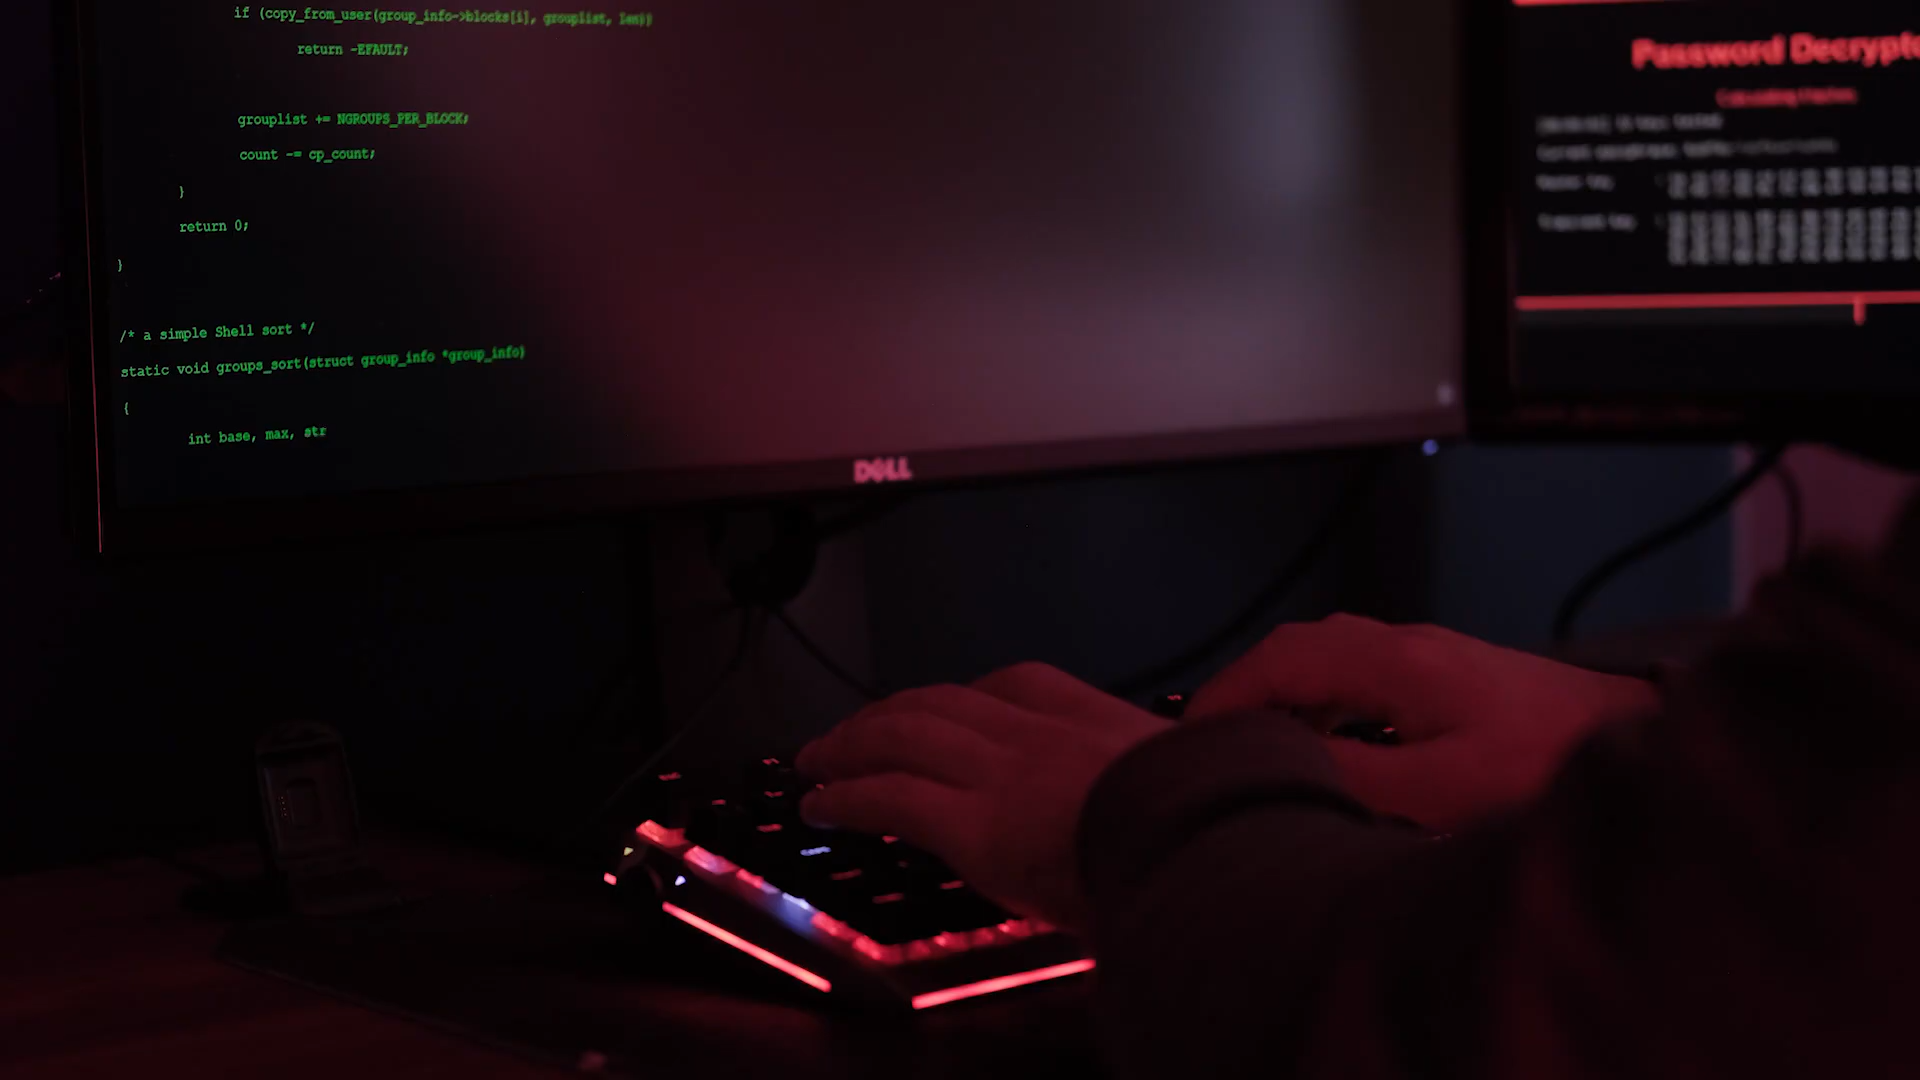 if (copy_from_user(group_info->blocks[i], grouplist, len))
return -EFAULT;
grouplist += NGROUPS_PER_BLOCK;
count -= cp_count;
}
return 0;
}
/* a simple Shell sort */
static void groups_sort(struct group_info *group_info)
{
int base, max, str
DELL
Password Decrypto